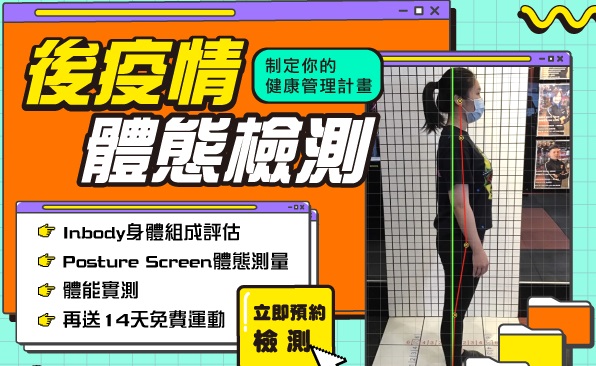 後疫情
制定你的
健康管理計畫
體態檢測
Inbody身體組成評估
Posture Screen體態測量
體能實測
再送14天免費運動
立即預約
檢測